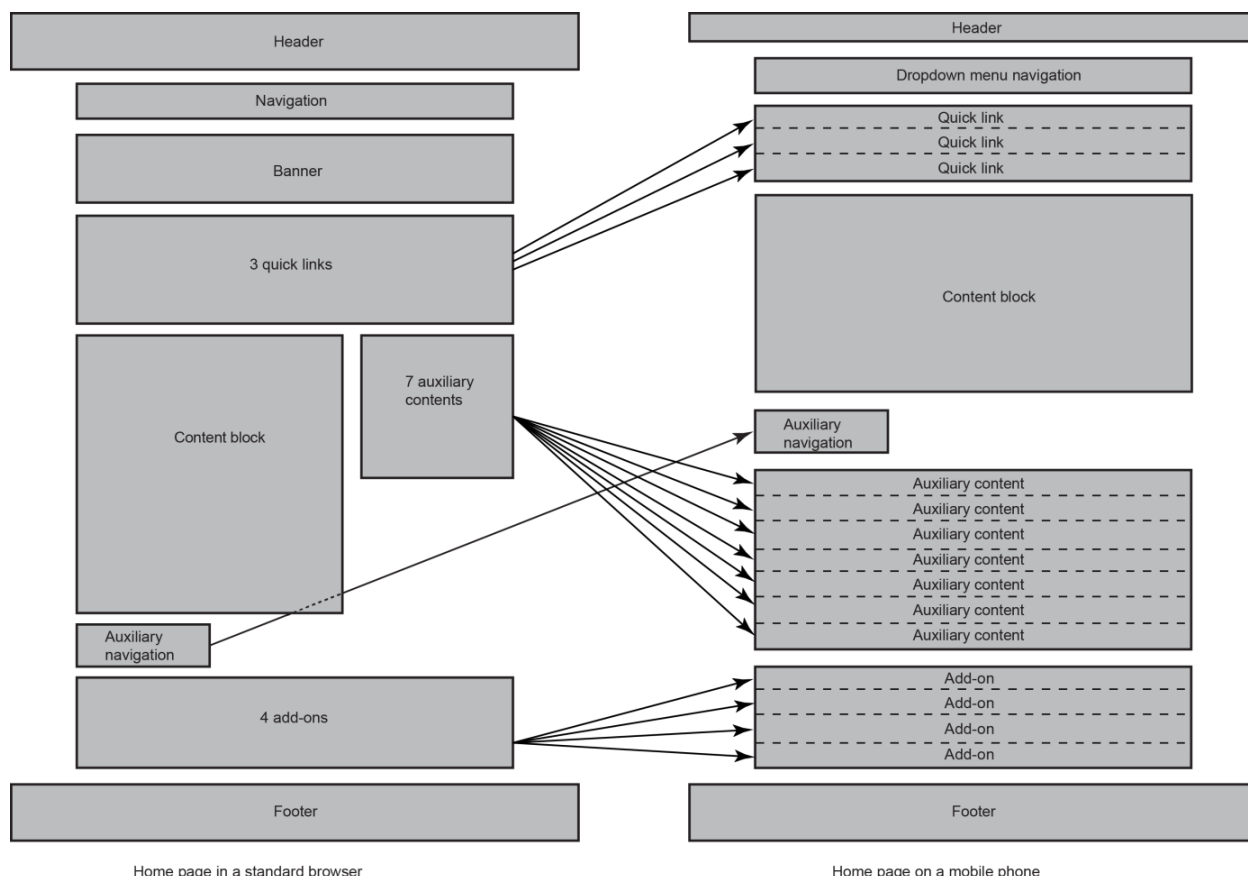 Header
Navigation
Banner
3 quick links
7 auxiliary
contents
Content block
Auxiliary
navigation
4 add-ons
Footer
Home page in a standard browser
Header
Dropdown menu navigation
Quick link
Quick link
Quick link
Content block
Auxiliary
navigation
Auxiliary content
Auxiliary content
Auxiliary content
Auxiliary content
Auxiliary content
Auxiliary content
Auxiliary content
Add-on
Add-on
Add-on
Add-on
Footer
Home page on a mobile phone